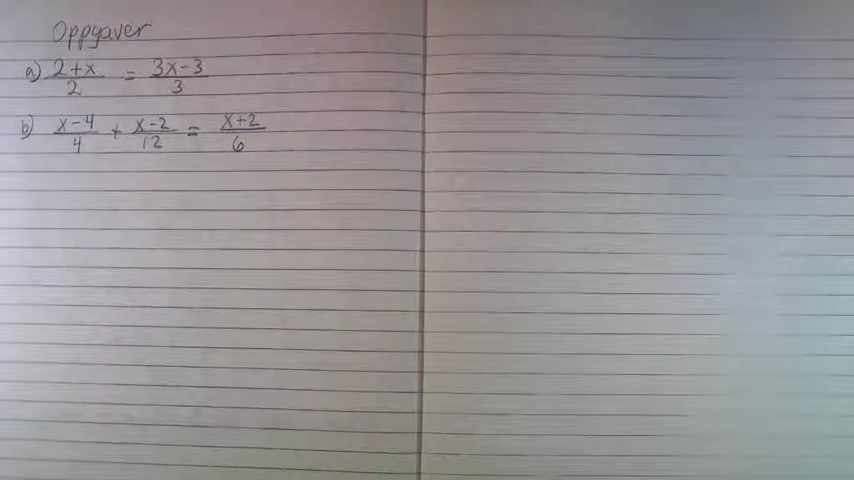 Oppgaver
a) 2+x/2 = 3x-3/3
b) x-4/4 + x-2/12 = x+2/6